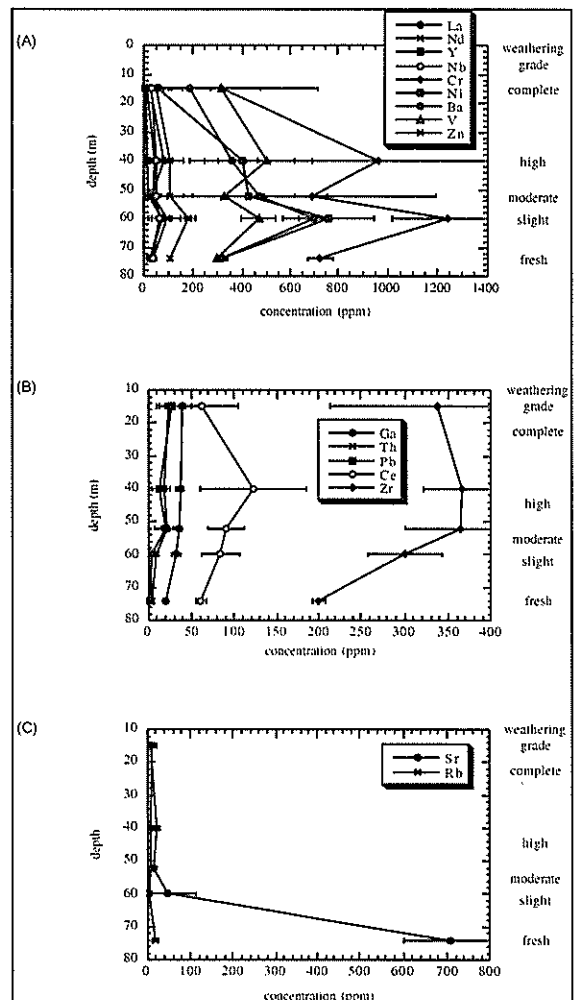 (A)
La
Nd
Y
Nb
Cr
Ni
Ba
V
Zn
weathering
grade
complete
high
moderate
slight
fresh
depth (m)
0
10
20
30
40
50
60
70
80
0 200 400 600 800 1000 1200 1400
concentration (ppm)
(B)
Ga
Th
Pb
Ce
Zr
weathering
grade
complete
high
moderate
slight
fresh
depth (m)
10
20
30
40
50
60
70
80
0 50 100 150 200 250 300 350 400
concentration (ppm)
(C)
Sr
Rb
weathering
grade
complete
high
moderate
slight
fresh
depth
10
20
30
40
50
60
70
80
0 100 200 300 400 500 600 700 800
concentration (ppm)